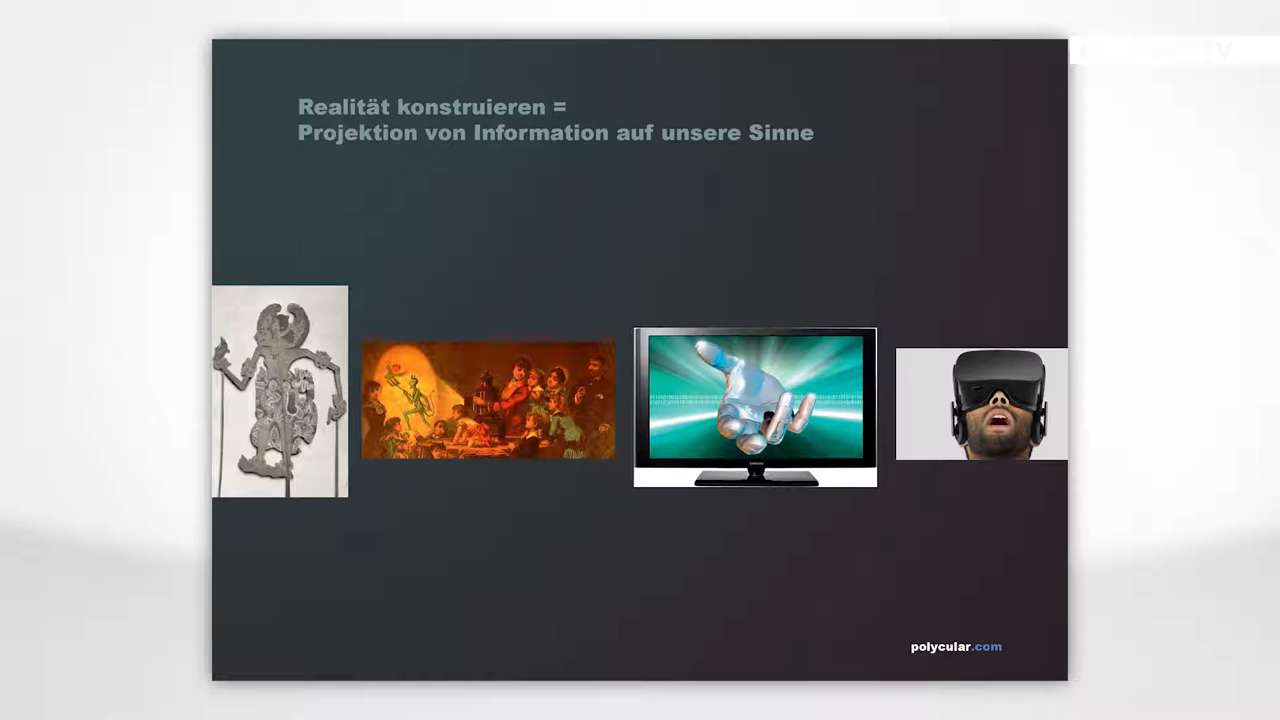 Realität konstruieren =
Projektion von Information auf unsere Sinne
polycular.com